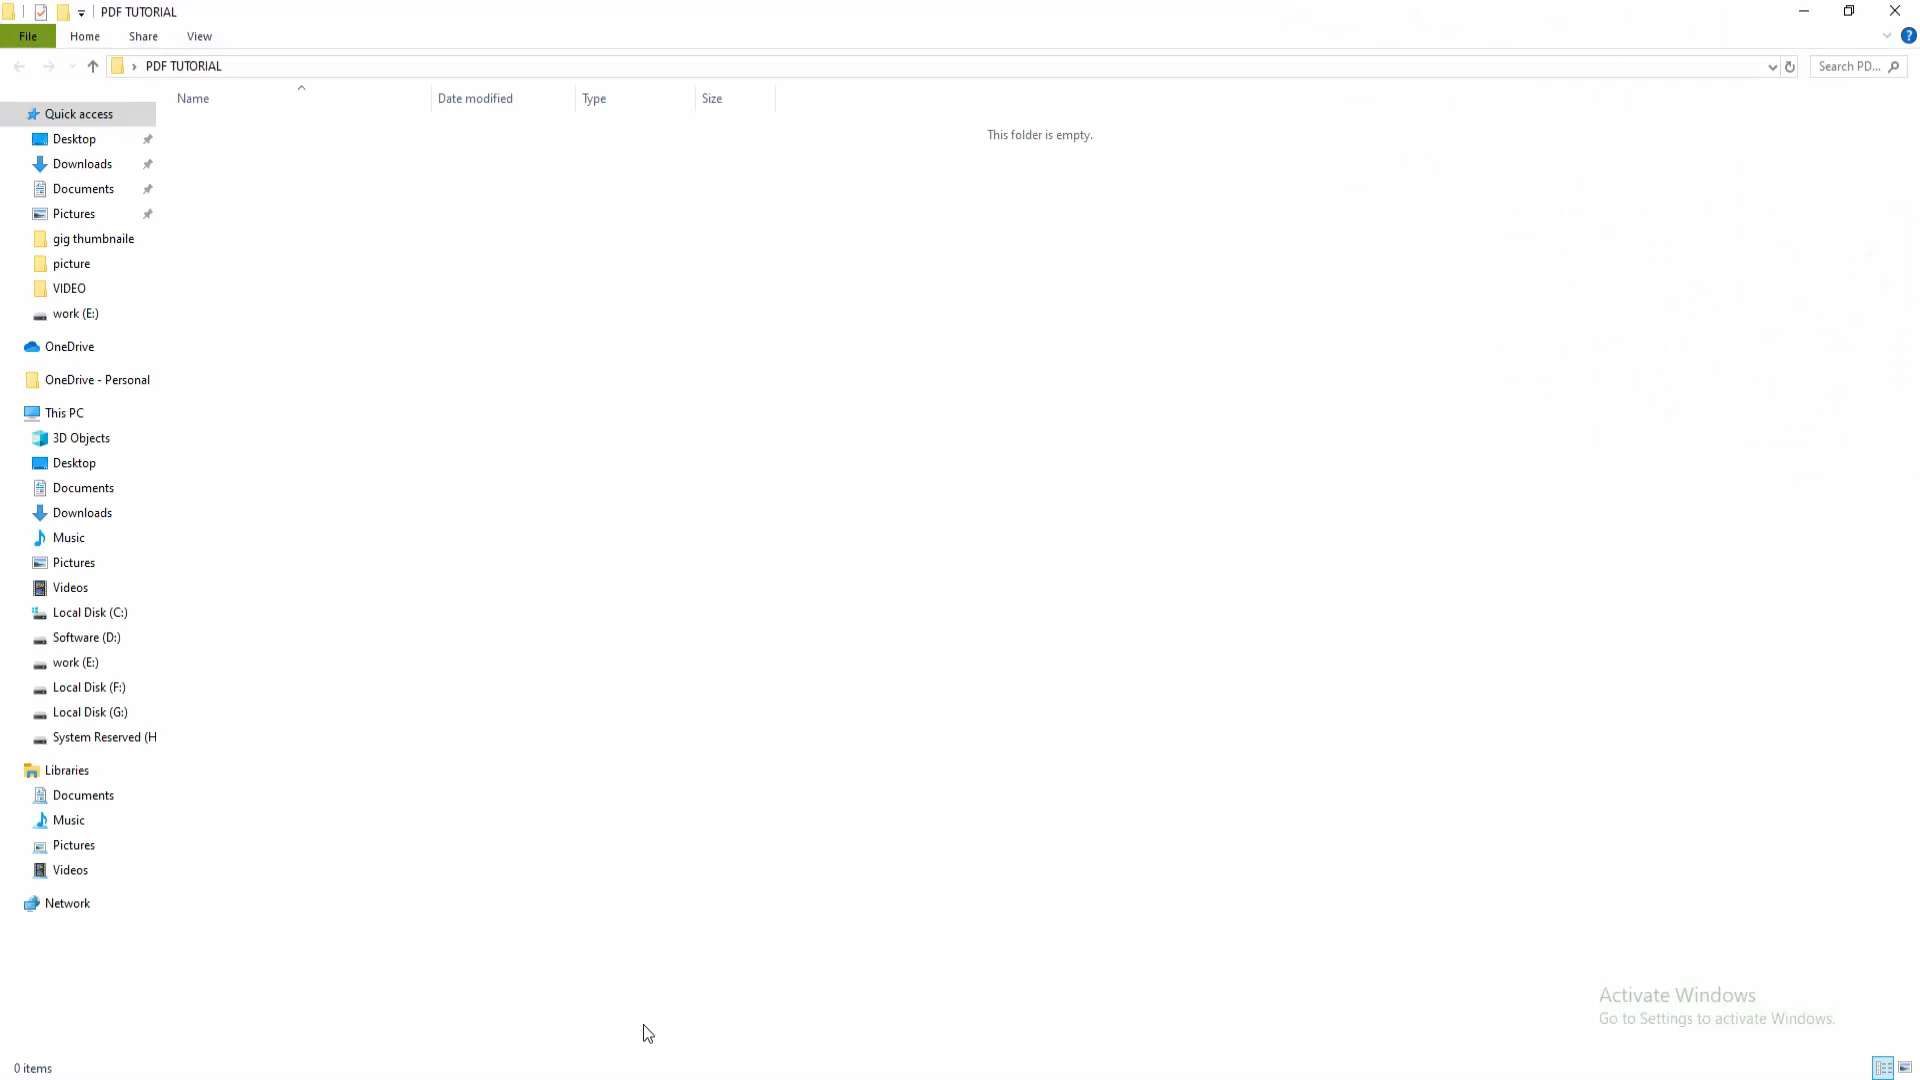 PDF TUTORIAL
File Home Share View
PDF TUTORIAL
Search PD...
Name Date modified Type Size
This folder is empty.
Quick access
Desktop
Downloads
Documents
Pictures
gig thumbnaile
picture
VIDEO
work (E:)
OneDrive
OneDrive - Personal
This PC
3D Objects
Desktop
Documents
Downloads
Music
Pictures
Videos
Local Disk (C:)
Software (D:)
work (E:)
Local Disk (F:)
Local Disk (G:)
System Reserved (H
Libraries
Documents
Music
Pictures
Videos
Network
Activate Windows
Go to Settings to activate Windows.
0 items